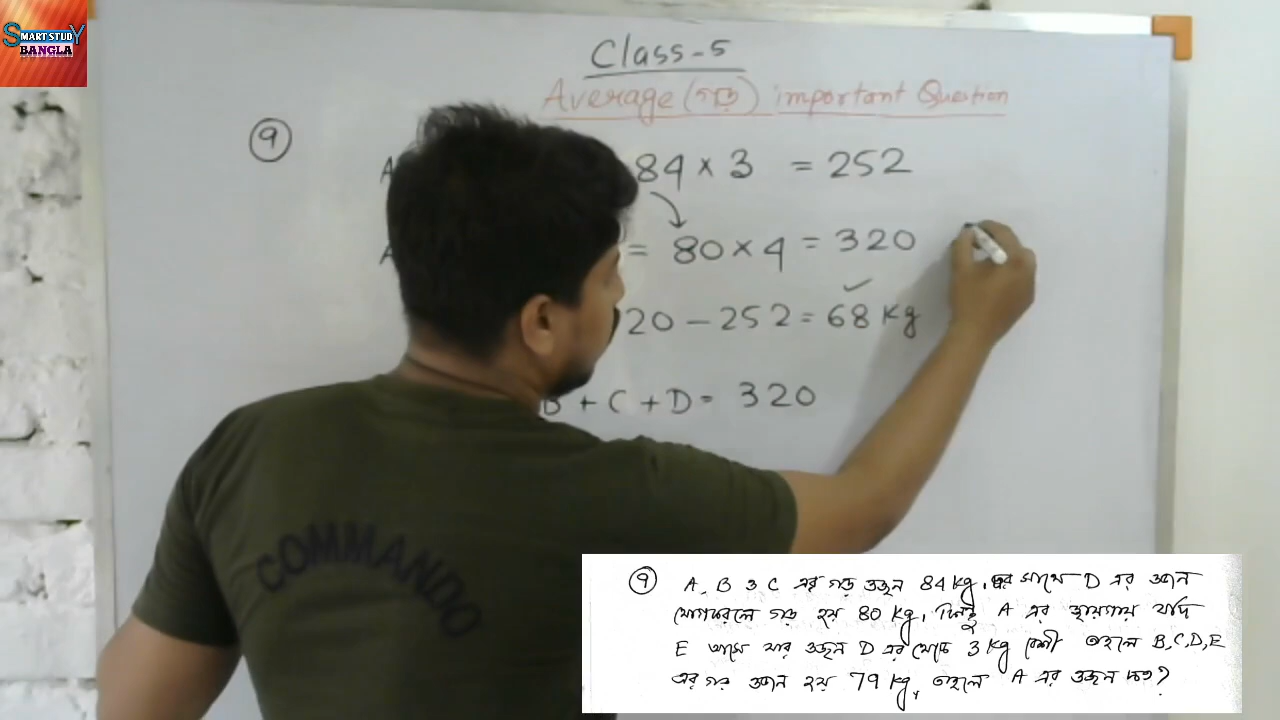 SMART STUDY
BANGLA
Class-5
Average (গড়) important Question
9
A 84 × 3 = 252
A = 80 × 4 = 320
20 - 252 = 68 kg
B + C + D = 320
COMMANDO
9 A, B ও C এর গড় ওজন 84 kg, এর সাথে D এর ওজন
যোগকরলে গড় হয় 80 kg, কিন্তু A এর জায়গায় যদি
E আসে যার ওজন D এর থেকে 3 kg বেশী তাহলে B, C, D, E
এর গড় ওজন হয় 79 kg, তাহলে A এর ওজন কত?